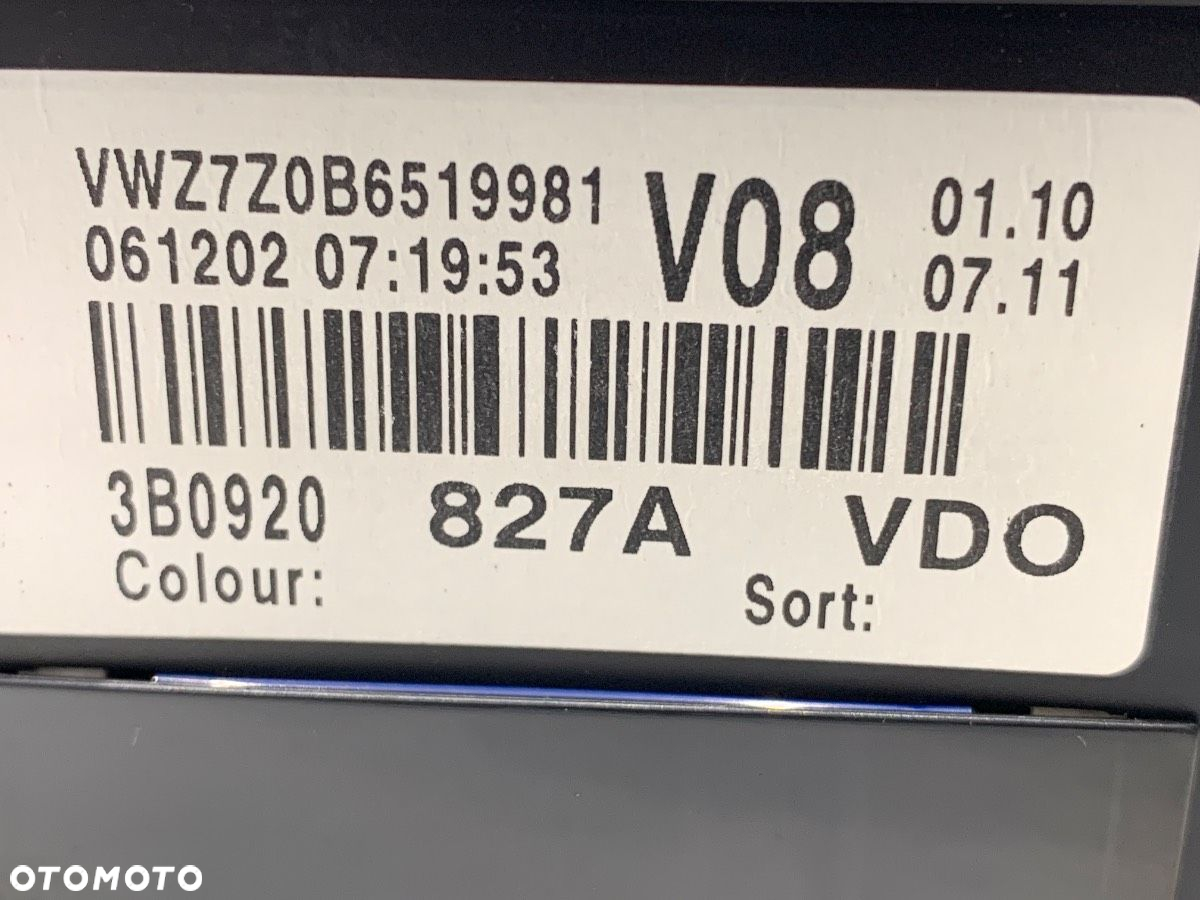 VWZ7Z0B6519981 V08 01.10
061202 07:19:53 07.11
3B0920 827A VDO
Colour: Sort:
OTOMOTO